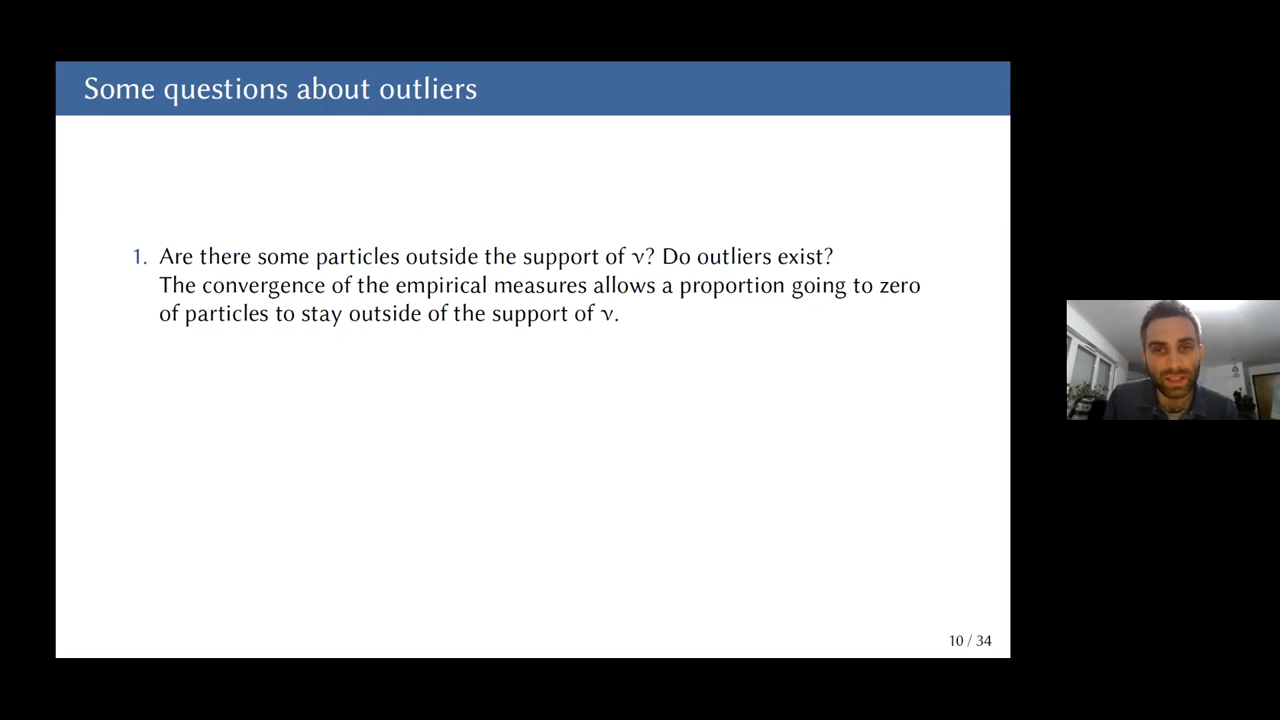 Some questions about outliers
1. Are there some particles outside the support of ν? Do outliers exist?
The convergence of the empirical measures allows a proportion going to zero
of particles to stay outside of the support of ν.
10 / 34